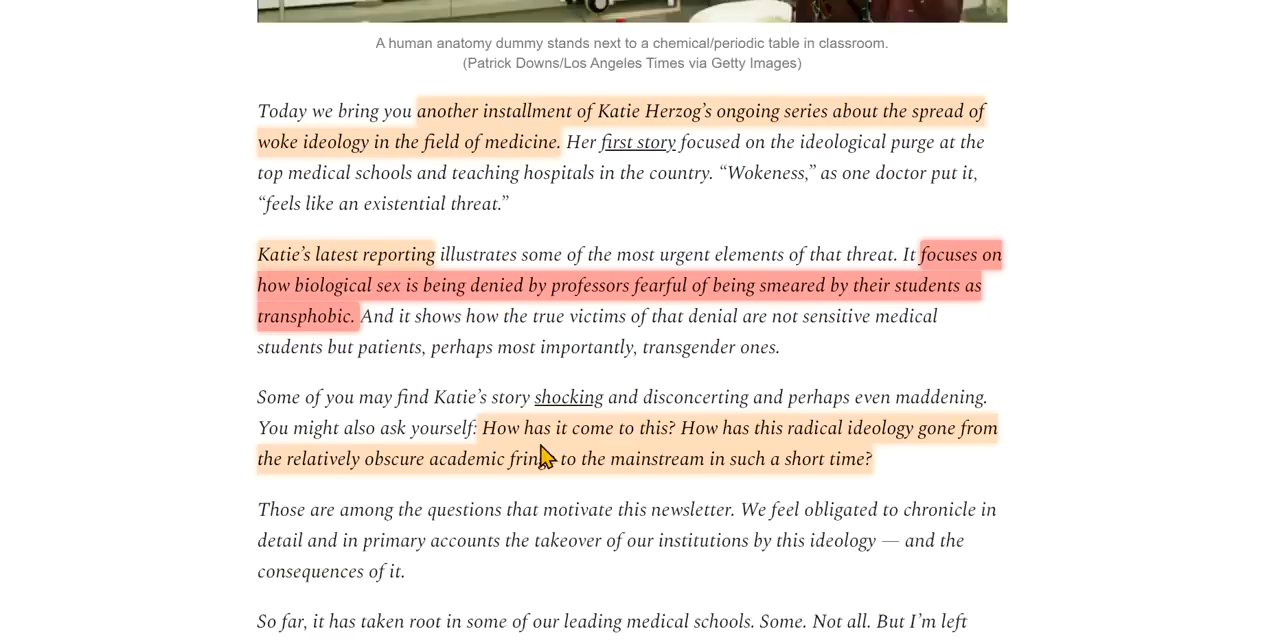 A human anatomy dummy stands next to a chemical/periodic table in classroom.
(Patrick Downs/Los Angeles Times via Getty Images)
Today we bring you another installment of Katie Herzog’s ongoing series about the spread of
woke ideology in the field of medicine. Her first story focused on the ideological purge at the
top medical schools and teaching hospitals in the country. “Wokeness,” as one doctor put it,
“feels like an existential threat.”
Katie’s latest reporting illustrates some of the most urgent elements of that threat. It focuses on
how biological sex is being denied by professors fearful of being smeared by their students as
transphobic. And it shows how the true victims of that denial are not sensitive medical
students but patients, perhaps most importantly, transgender ones.
Some of you may find Katie’s story shocking and disconcerting and perhaps even maddening.
You might also ask yourself: How has it come to this? How has this radical ideology gone from
the relatively obscure academic fringe to the mainstream in such a short time?
Those are among the questions that motivate this newsletter. We feel obligated to chronicle in
detail and in primary accounts the takeover of our institutions by this ideology — and the
consequences of it.
So far, it has taken root in some of our leading medical schools. Some. Not all. But I’m left